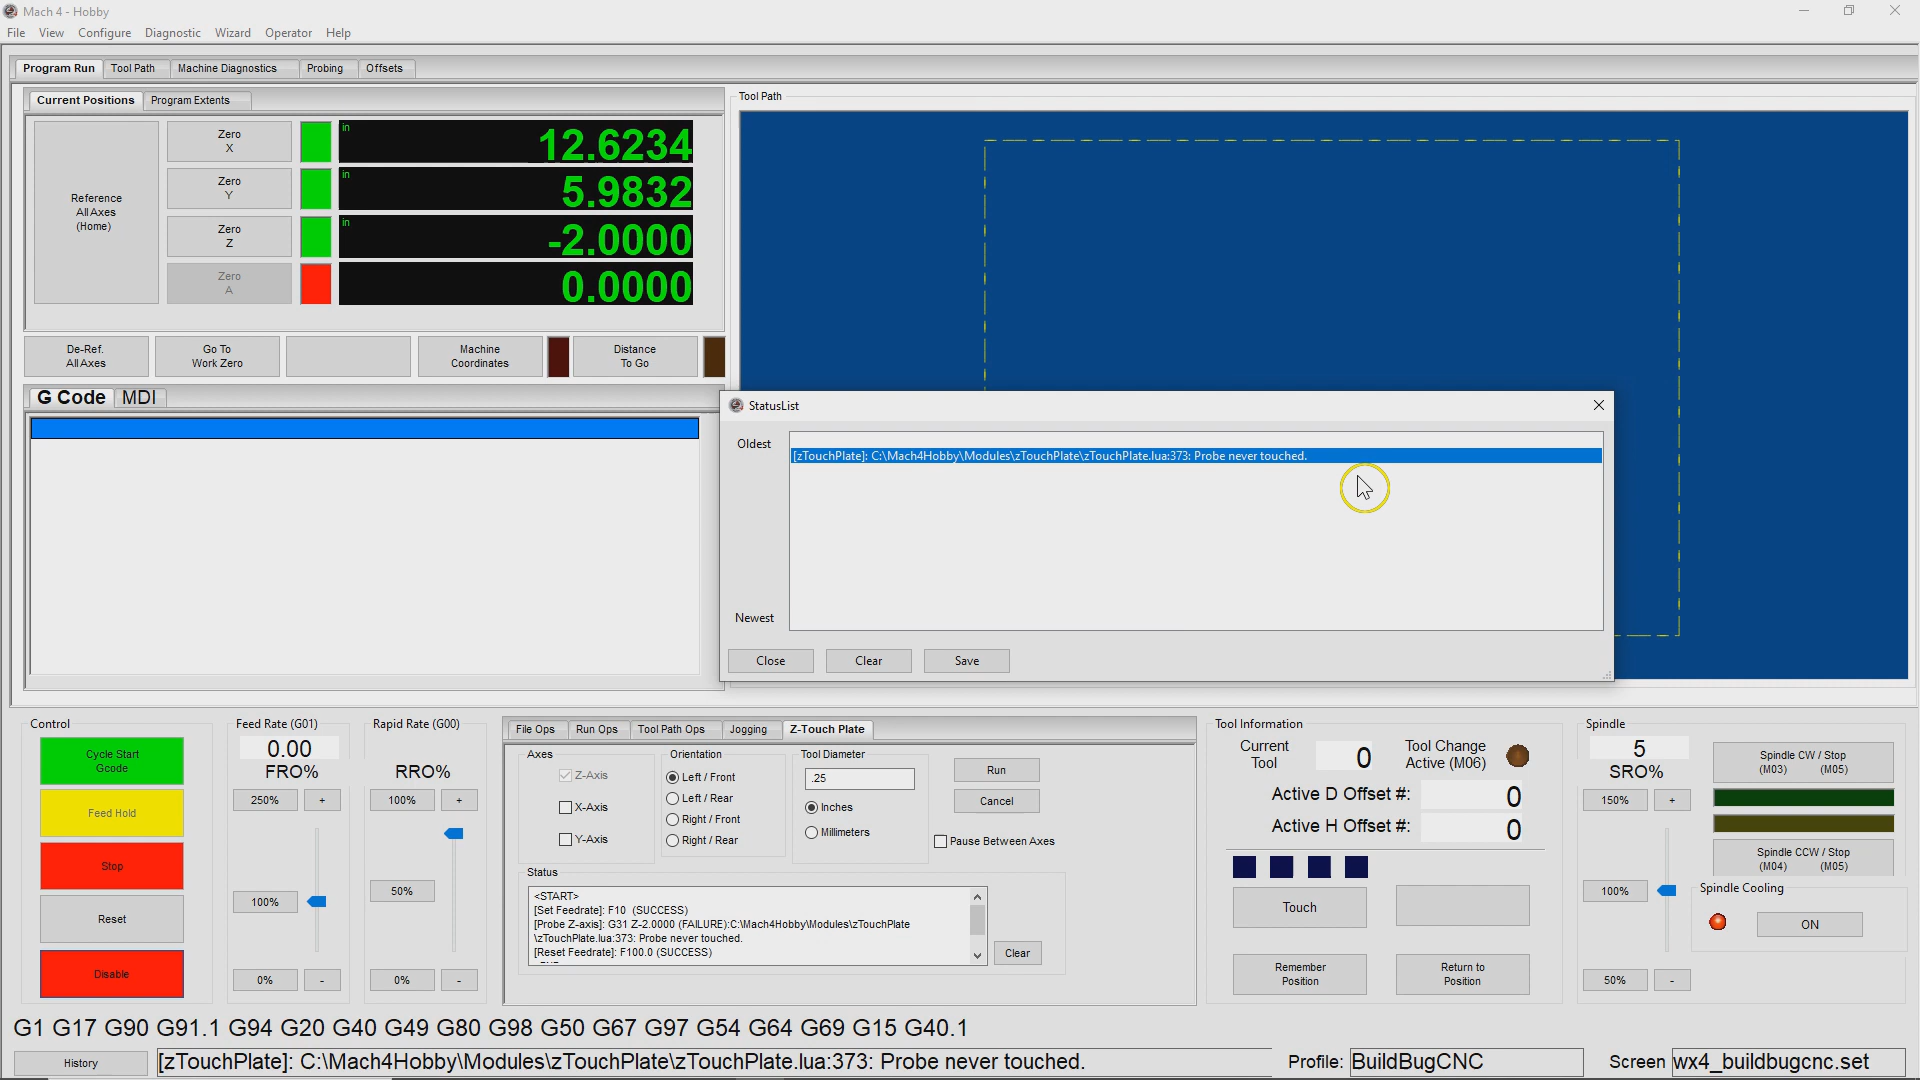 Mach 4 - Hobby
File View Configure Diagnostic Wizard Operator Help
Program Run Tool Path Machine Diagnostics Probing Offsets
Current Positions Program Extents
Tool Path
Reference
All Axes
(Home)
Zero
X
in
12.6234
Zero
Y
in
5.9832
Zero
Z
in
-2.0000
Zero
A
0.0000
De-Ref.
All Axes
Go To
Work Zero
Machine
Coordinates
Distance
To Go
G Code MDI
StatusList
Oldest
[zTouchPlate]: C:\Mach4Hobby\Modules\zTouchPlate\zTouchPlate.lua:373: Probe never touched.
Newest
Close Clear Save
Control
Cycle Start
Gcode
Feed Hold
Stop
Reset
Disable
Feed Rate (G01)
0.00
FRO%
250% +
100%
0% -
Rapid Rate (G00)
RRO%
100% +
50%
0% -
File Ops Run Ops Tool Path Ops Jogging Z-Touch Plate
Axes
Z-Axis
X-Axis
Y-Axis
Orientation
Left / Front
Left / Rear
Right / Front
Right / Rear
Tool Diameter
.25
Inches
Millimeters
Run
Cancel
Pause Between Axes
Status
<START>
[Set Feedrate]: F10 (SUCCESS)
[Probe Z-axis]: G31 Z-2.0000 (FAILURE):C:\Mach4Hobby\Modules\zTouchPlate
\zTouchPlate.lua:373: Probe never touched.
[Reset Feedrate]: F100.0 (SUCCESS)
Clear
Tool Information
Current
Tool
0
Tool Change
Active (M06)
Active D Offset #: 0
Active H Offset #: 0
Touch
Remember
Position
Return to
Position
Spindle
5
SRO%
150% +
100%
50% -
Spindle CW / Stop
(M03) (M05)
Spindle CCW / Stop
(M04) (M05)
Spindle Cooling
ON
G1 G17 G90 G91.1 G94 G20 G40 G49 G80 G98 G50 G67 G97 G54 G64 G69 G15 G40.1
History [zTouchPlate]: C:\Mach4Hobby\Modules\zTouchPlate\zTouchPlate.lua:373: Probe never touched. Profile: BuildBugCNC Screen wx4_buildbugcnc.set